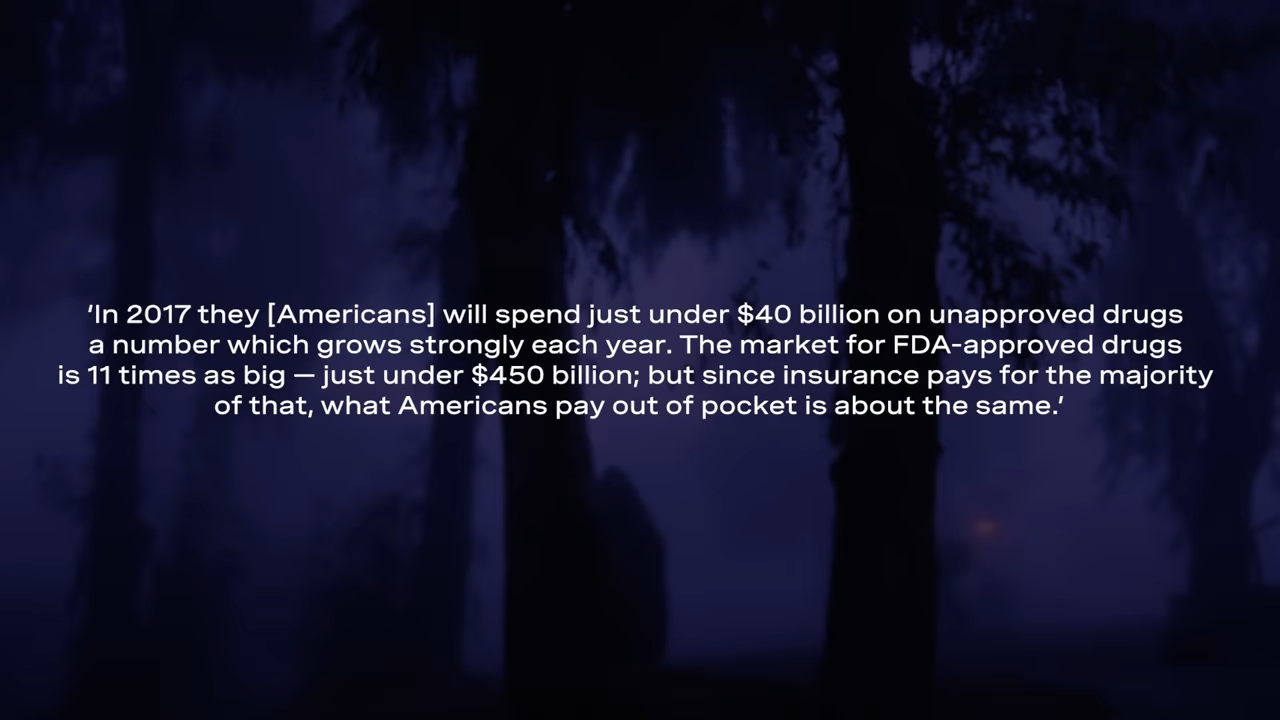 ‘In 2017 they [Americans] will spend just under $40 billion on unapproved drugs
a number which grows strongly each year. The market for FDA-approved drugs
is 11 times as big — just under $450 billion; but since insurance pays for the majority
of that, what Americans pay out of pocket is about the same.’